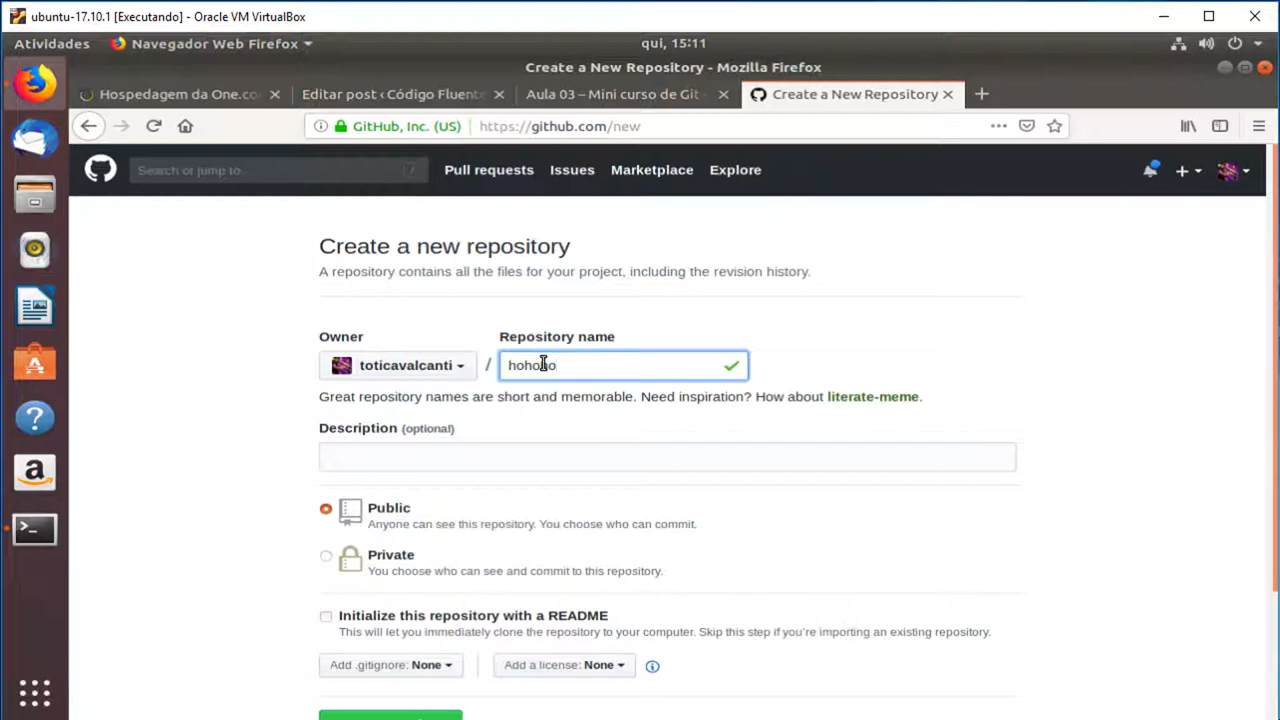 ubuntu-17.10.1 [Executando] - Oracle VM VirtualBox
Atividades Navegador Web Firefox qui, 15:11
Create a New Repository - Mozilla Firefox
Hospedagem da One.co Editar post ‹ Código Fluent Aula 03 – Mini curso de Git Create a New Repository
GitHub, Inc. (US) https://github.com/new
Search or jump to / Pull requests Issues Marketplace Explore
Create a new repository
A repository contains all the files for your project, including the revision history.
Owner Repository name
toticavalcanti / hohoho
Great repository names are short and memorable. Need inspiration? How about literate-meme.
Description (optional)
Public
Anyone can see this repository. You choose who can commit.
Private
You choose who can see and commit to this repository.
Initialize this repository with a README
This will let you immediately clone the repository to your computer. Skip this step if you're importing an existing repository.
Add .gitignore: None Add a license: None